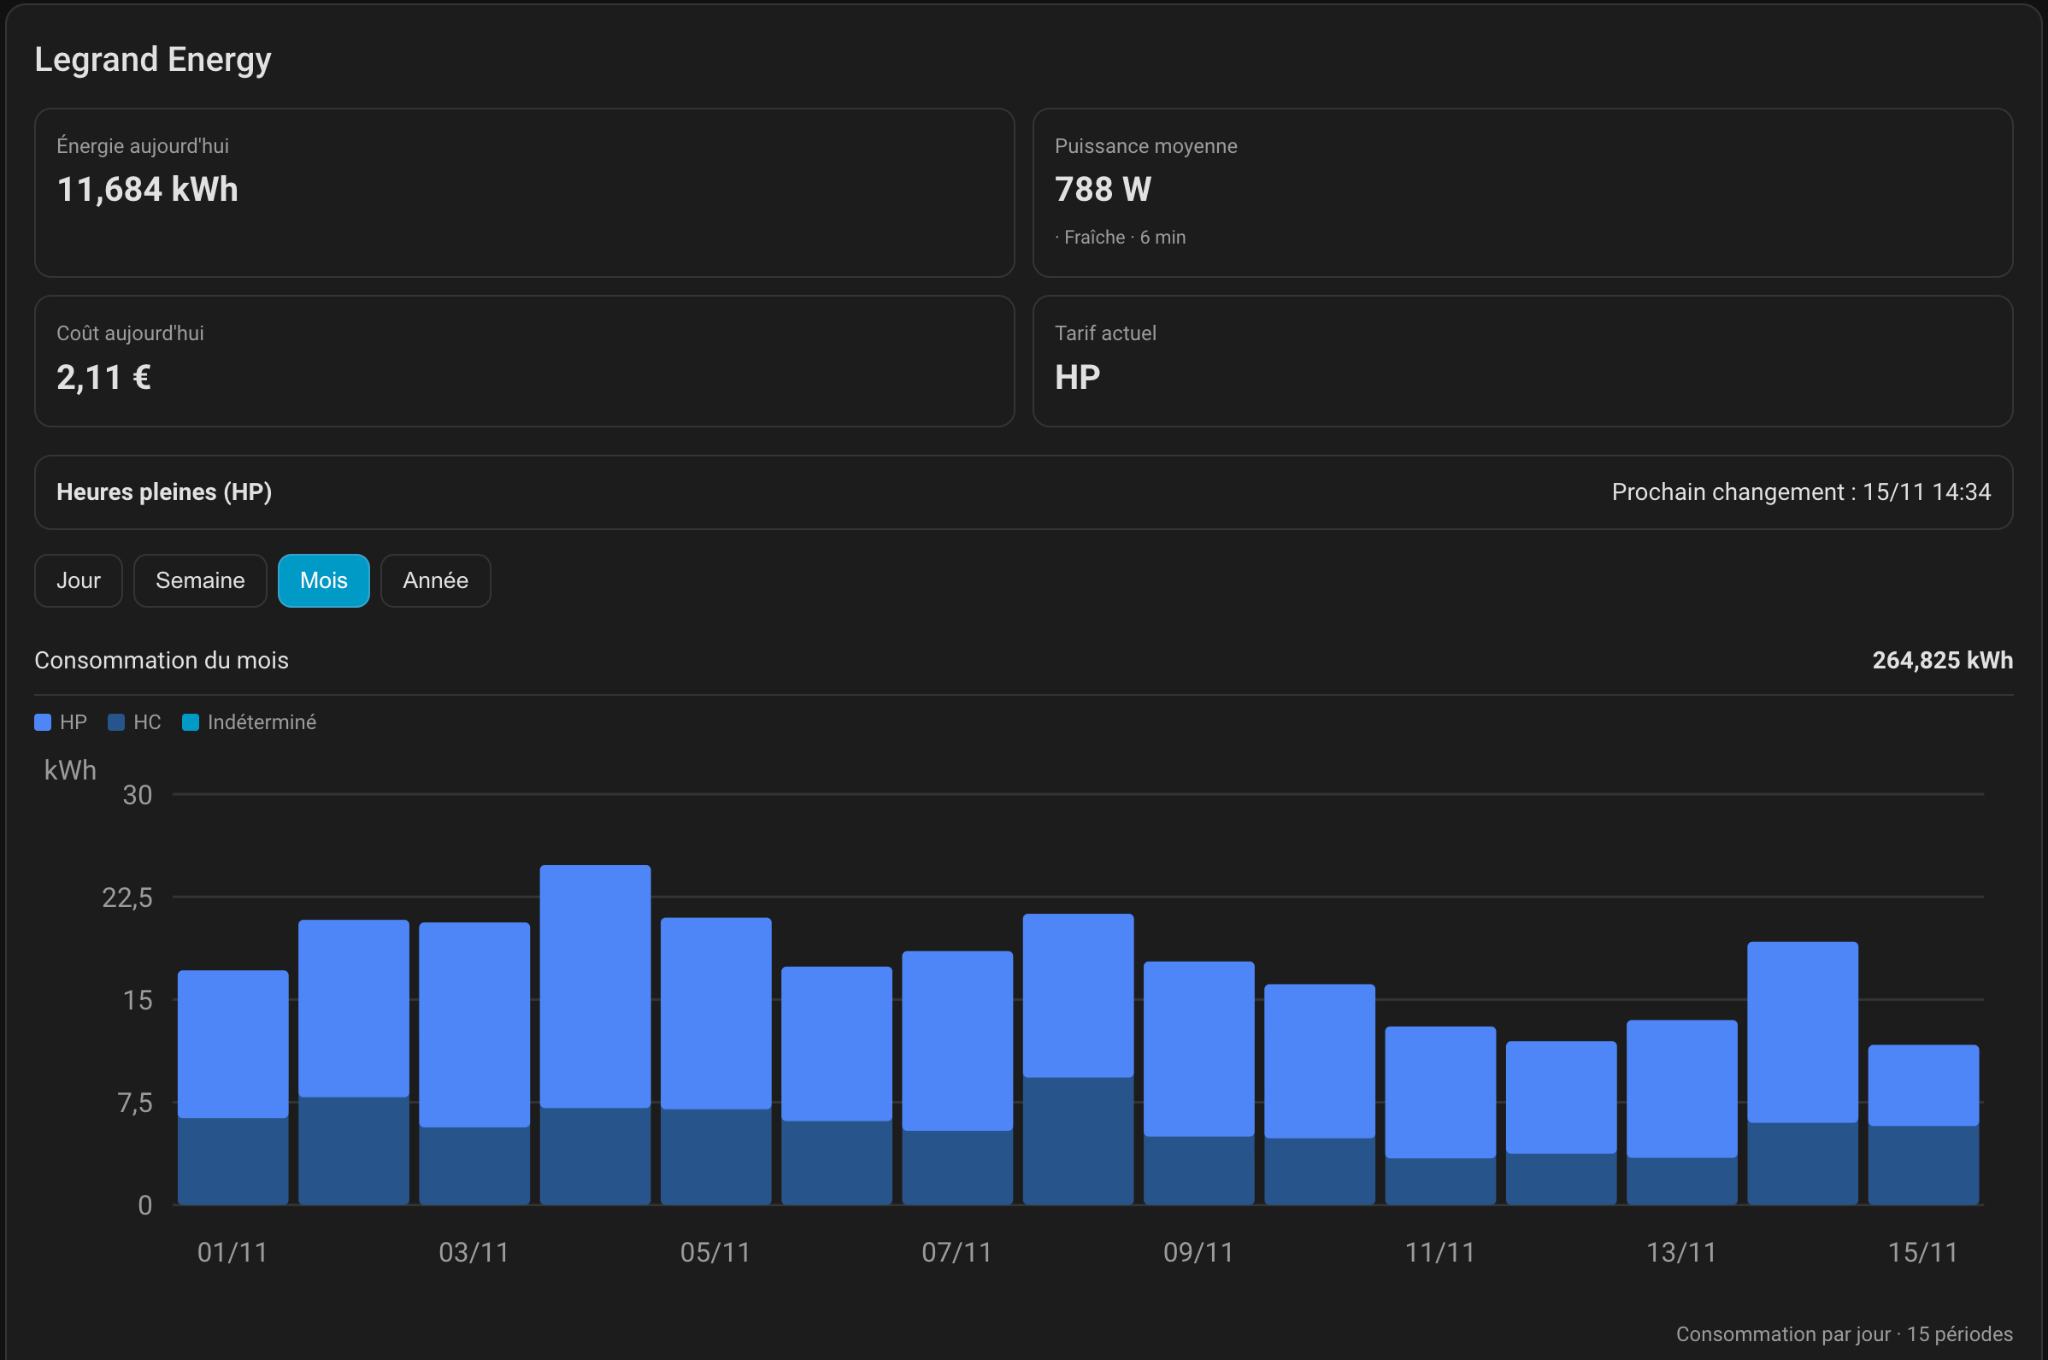 Legrand Energy
Énergie aujourd'hui
11,684 kWh
Puissance moyenne
788 W
· Fraîche · 6 min
Coût aujourd'hui
2,11 €
Tarif actuel
HP
Heures pleines (HP)
Prochain changement : 15/11 14:34
Jour Semaine Mois Année
Consommation du mois
264,825 kWh
HP HC Indéterminé
kWh
30
22,5
15
7,5
0
01/11 03/11 05/11 07/11 09/11 11/11 13/11 15/11
Consommation par jour · 15 périodes